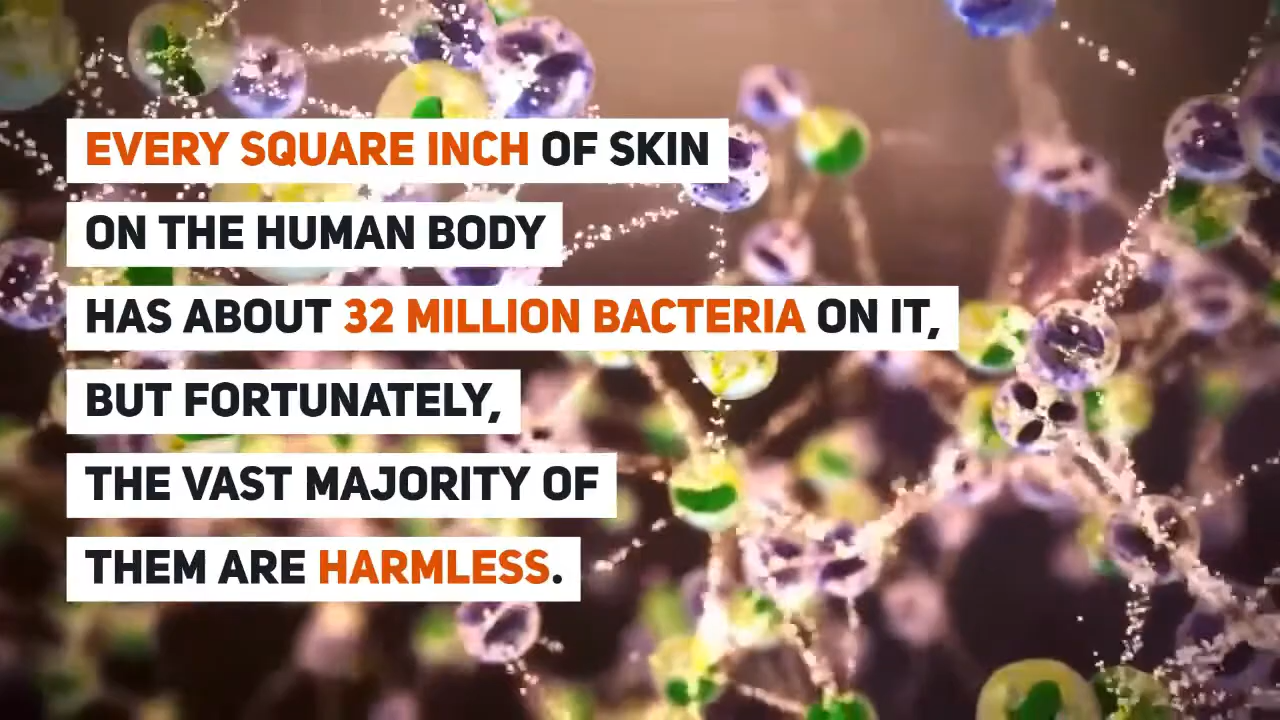 EVERY SQUARE INCH OF SKIN
ON THE HUMAN BODY
HAS ABOUT 32 MILLION BACTERIA ON IT,
BUT FORTUNATELY,
THE VAST MAJORITY OF
THEM ARE HARMLESS.